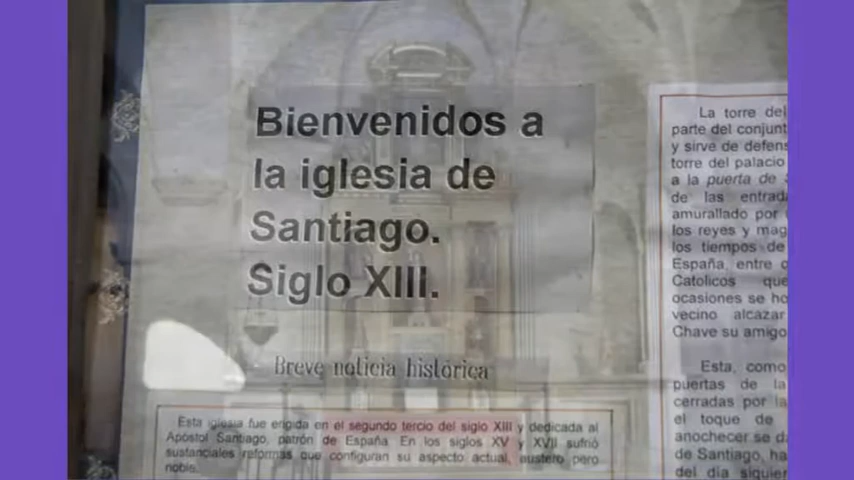 Bienvenidos a
la iglesia de
Santiago.
Siglo XIII.
Breve noticia histórica
Esta iglesia fue erigida en el segundo tercio del siglo XIII y dedicada al
Apóstol Santiago, patrón de España. En los siglos XV y XVII sufrió
sustanciales reformas que configuran su aspecto actual, austero pero
noble.
La torre del
parte del conjunt
y sirve de defens
torre del palacio
a la puerta de
de las entrad
amurallado por
los reyes y mag
los tiempos de
España, entre
Catolicos que
ocasiones se ho
vecino alcazar
Chave su amigo
Esta, como
puertas de la
cerradas por la
el toque de
anochecer se d
de Santiago, ha
del día siguier